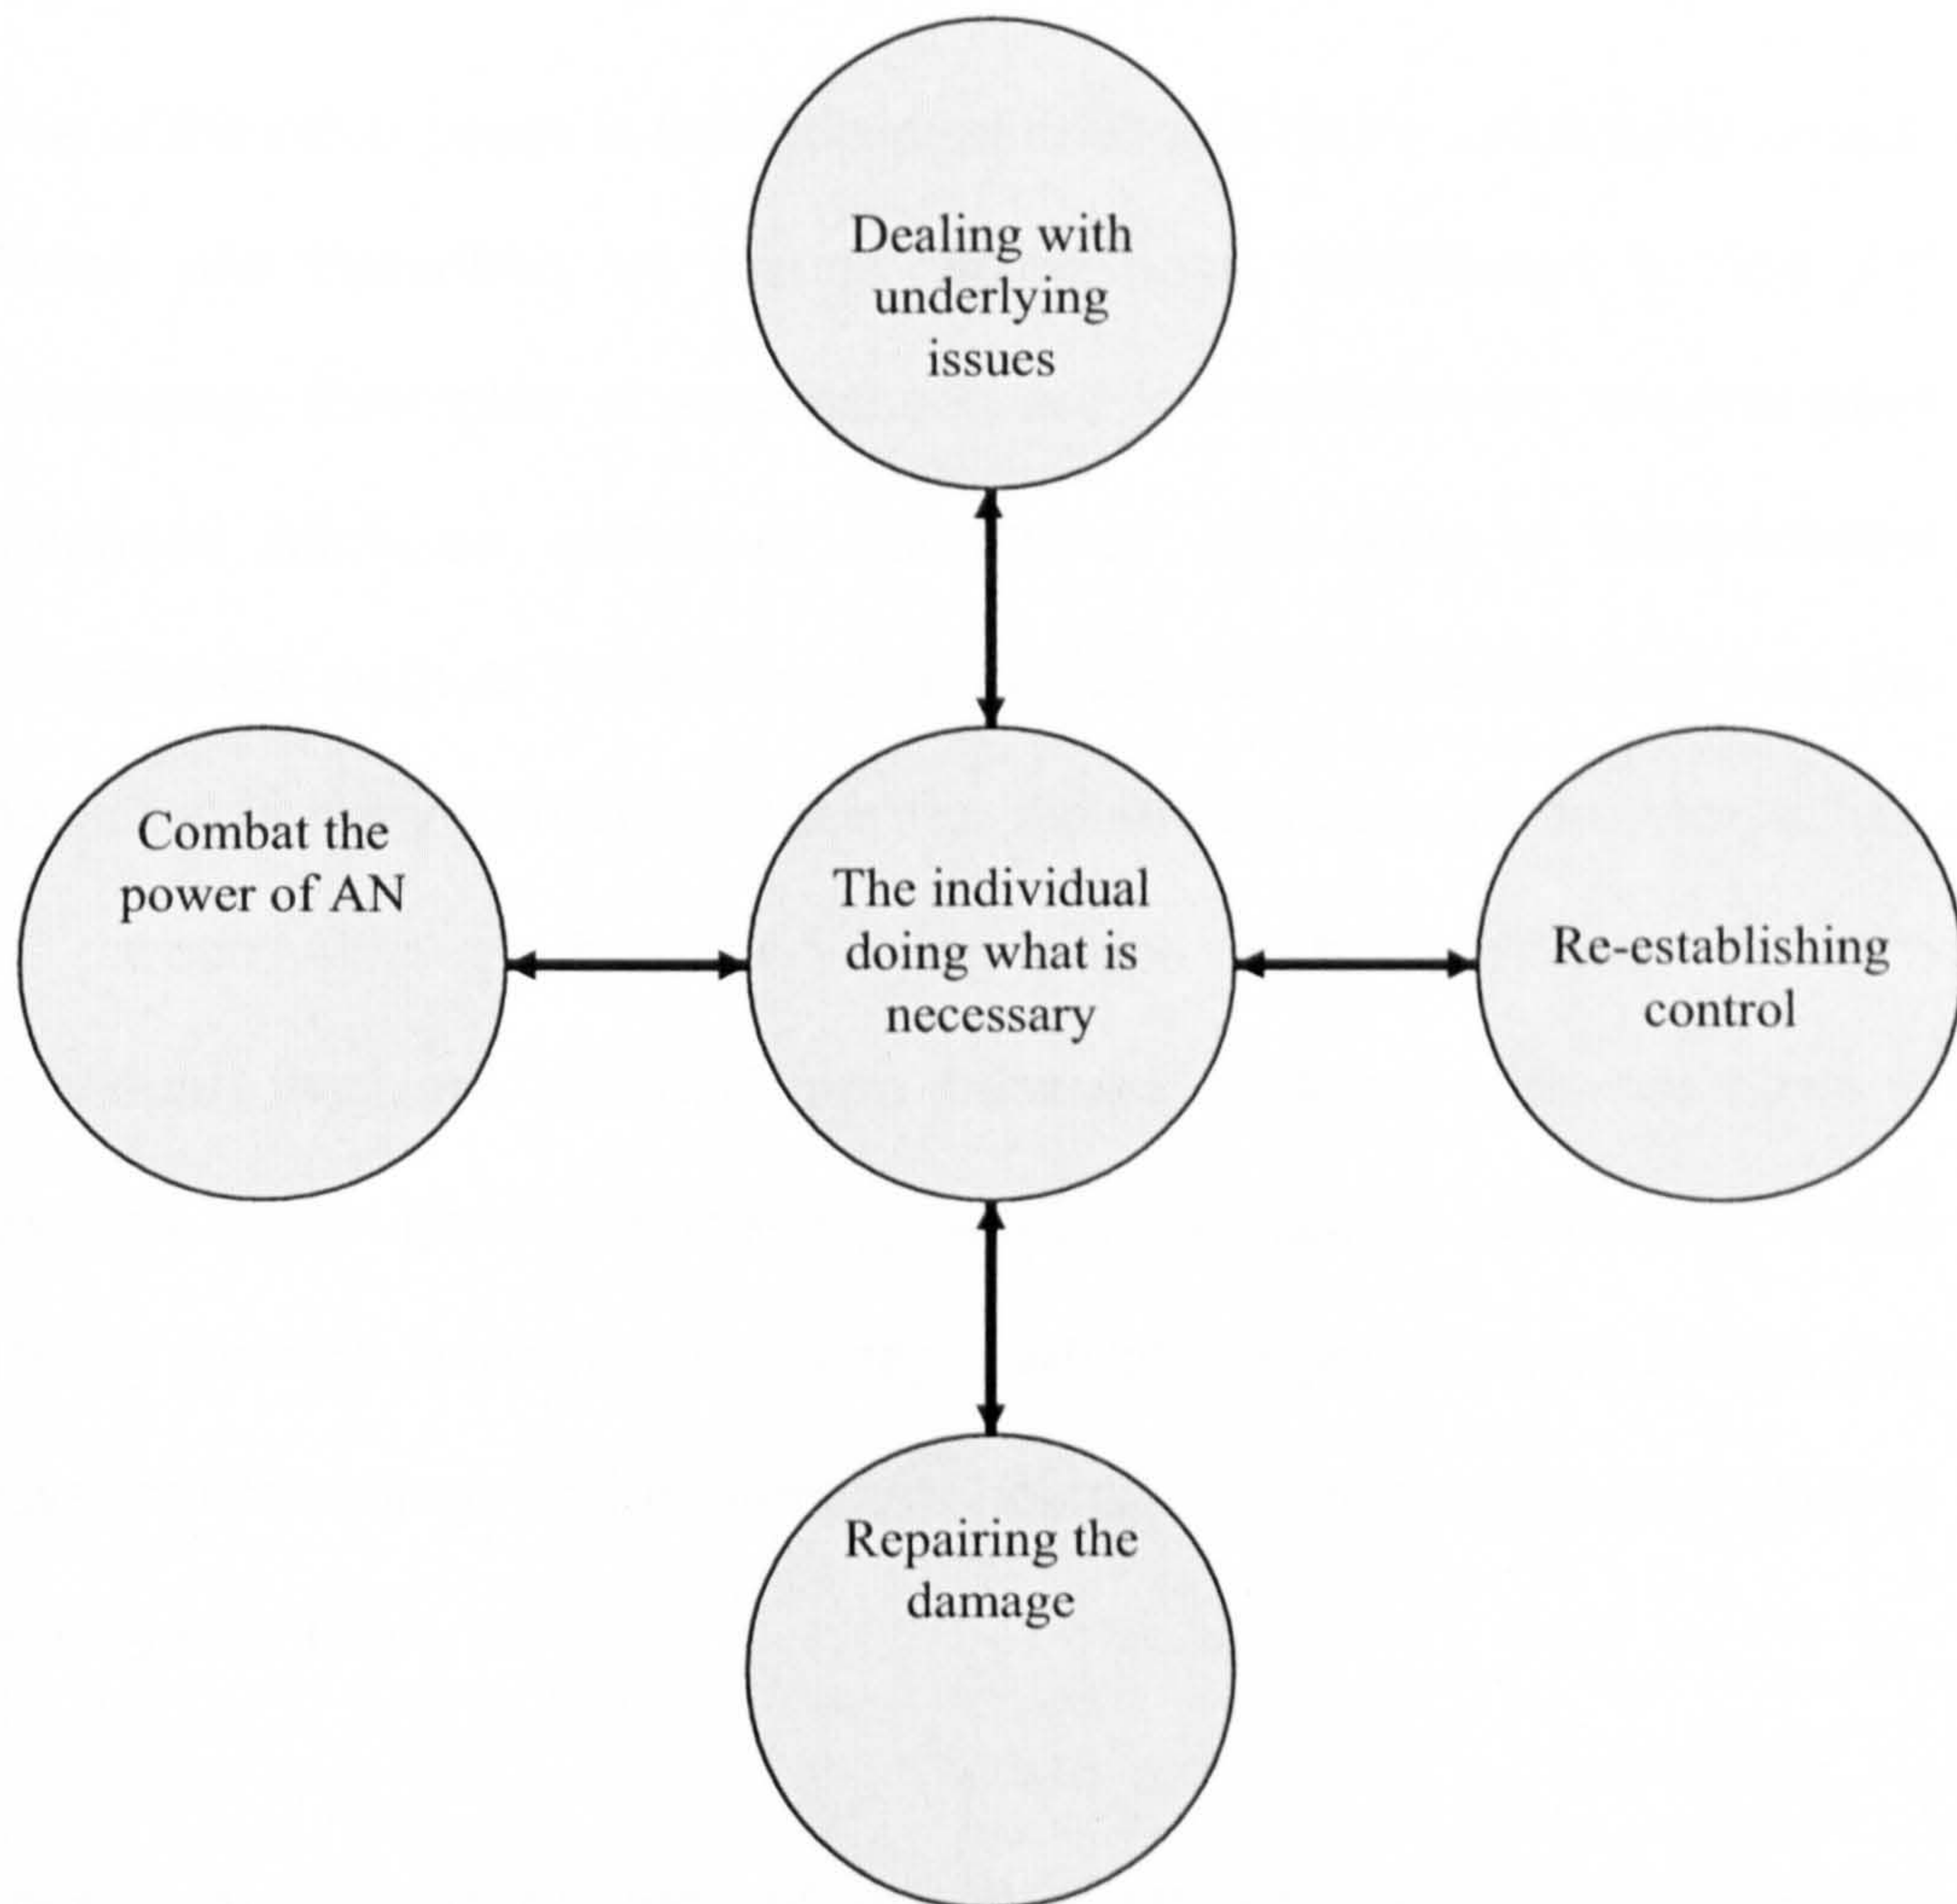 Dealing with
underlying
issues
Combat the
power of AN
The individual
doing what is
necessary
Re-establishing
control
Repairing the
damage